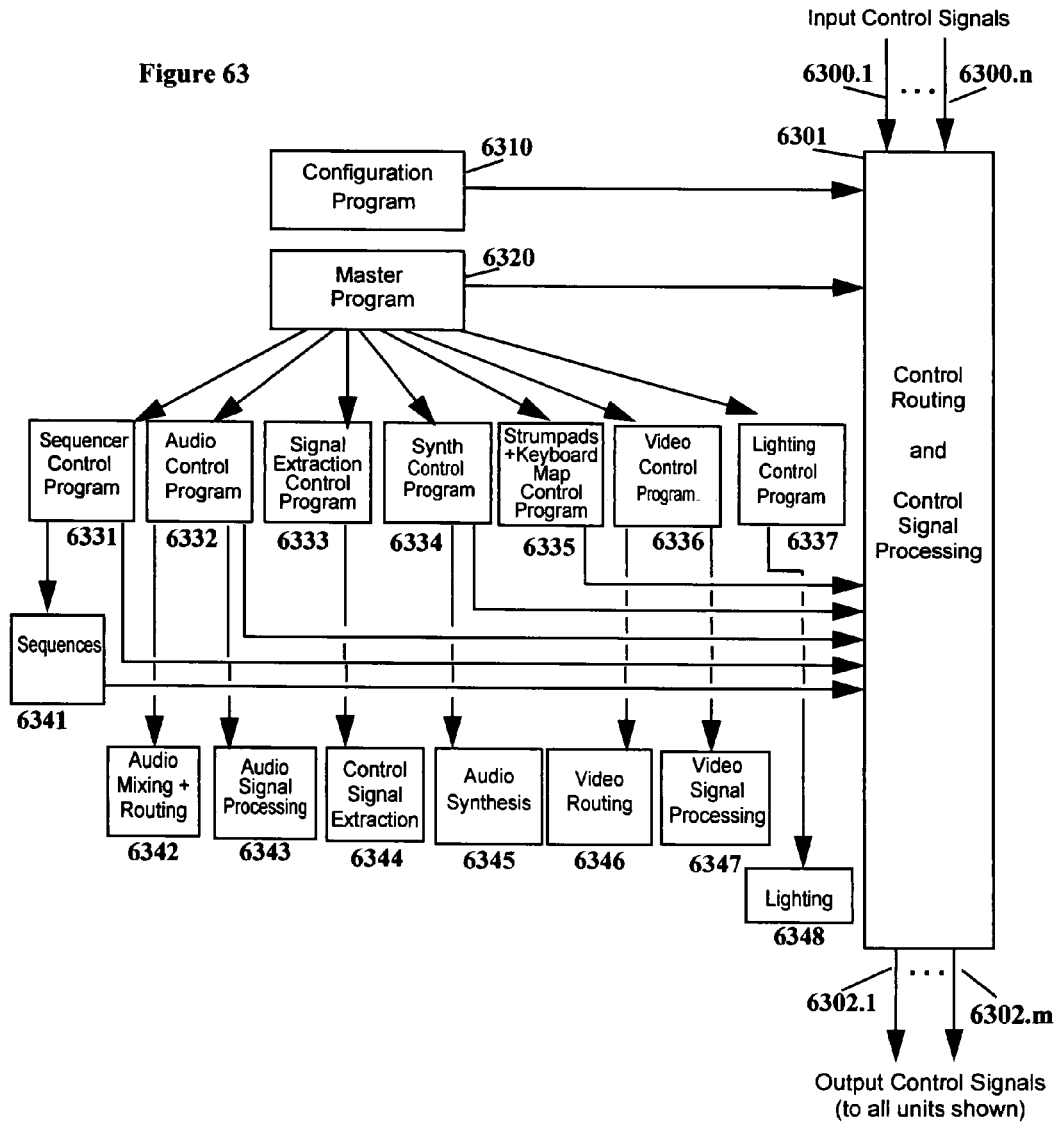 Input Control Signals
Figure 63
6300.1
...
6300.n
6301
6310
Configuration
Program
6320
Master
Program
Control
Routing
and
Control
Signal
Processing
Sequencer
Control
Program
Audio
Control
Program
Signal
Extraction
Control
Program
Synth
Control
Program
Strumpads
+Keyboard
Map
Control
Program
Video
Control
Program
Lighting
Control
Program
6331
6332
6333
6334
6335
6336
6337
Sequences
6341
Audio
Mixing +
Routing
Audio
Signal
Processing
Control
Signal
Extraction
Audio
Synthesis
Video
Routing
Video
Signal
Processing
6342
6343
6344
6345
6346
6347
Lighting
6348
6302.1
...
6302.m
Output Control Signals
(to all units shown)